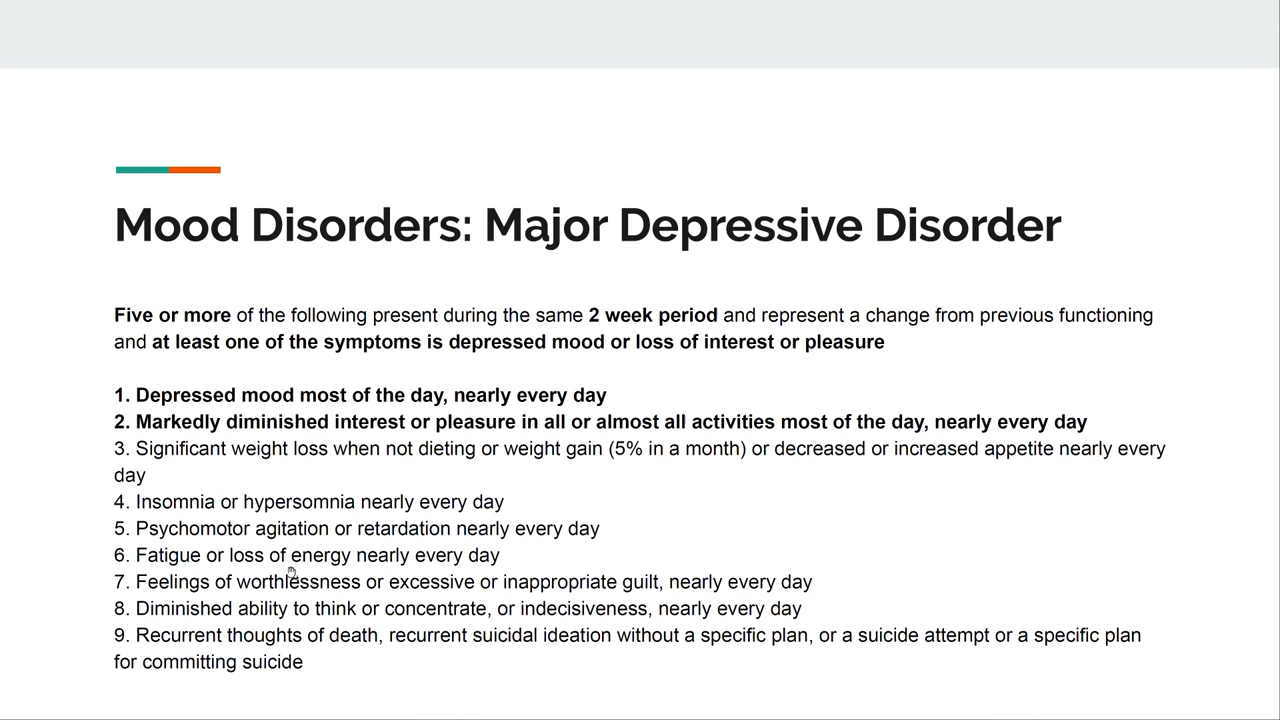 Mood Disorders: Major Depressive Disorder
Five or more of the following present during the same 2 week period and represent a change from previous functioning
and at least one of the symptoms is depressed mood or loss of interest or pleasure
1. Depressed mood most of the day, nearly every day
2. Markedly diminished interest or pleasure in all or almost all activities most of the day, nearly every day
3. Significant weight loss when not dieting or weight gain (5% in a month) or decreased or increased appetite nearly every
day
4. Insomnia or hypersomnia nearly every day
5. Psychomotor agitation or retardation nearly every day
6. Fatigue or loss of energy nearly every day
7. Feelings of worthlessness or excessive or inappropriate guilt, nearly every day
8. Diminished ability to think or concentrate, or indecisiveness, nearly every day
9. Recurrent thoughts of death, recurrent suicidal ideation without a specific plan, or a suicide attempt or a specific plan
for committing suicide